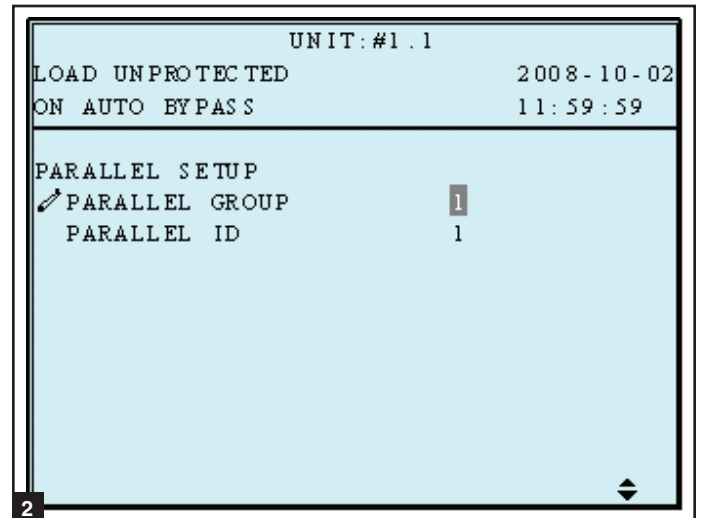 UNIT:#1.1
LOAD UNPROTECTED 2008-10-02
ON AUTO BYPASS 11:59:59
PARALLEL SETUP
PARALLEL GROUP 1
PARALLEL ID 1
2